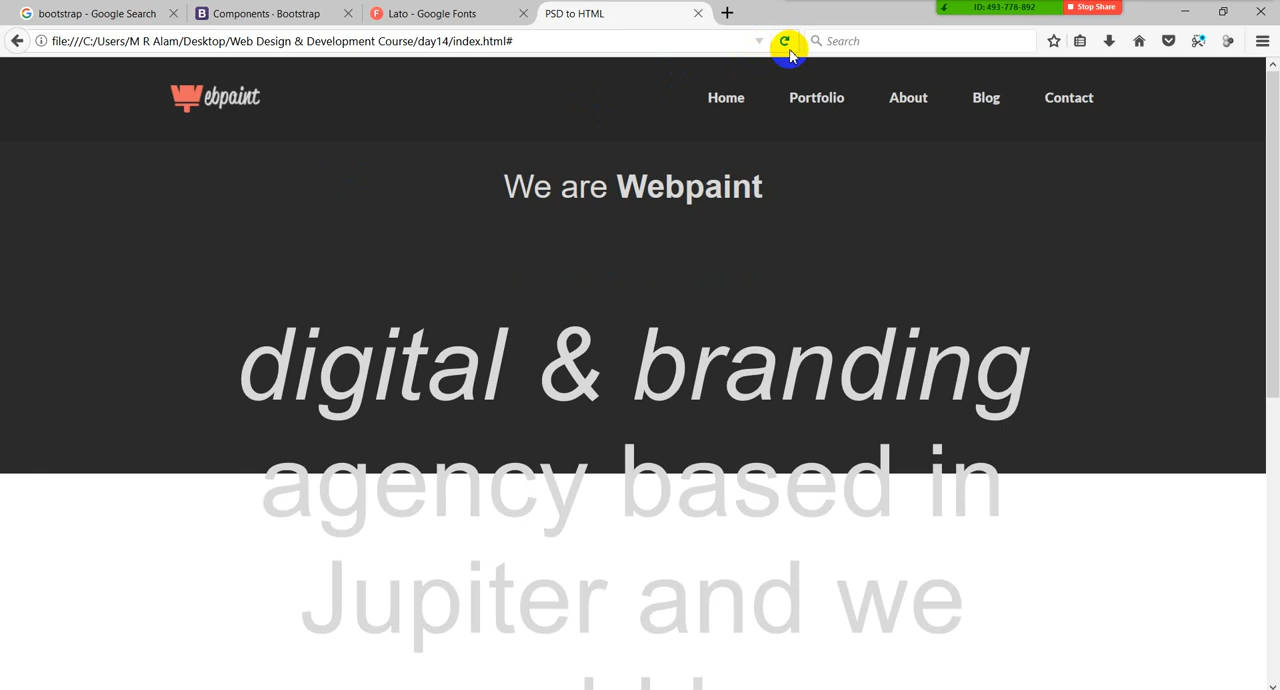 bootstrap - Google Search
Components · Bootstrap
Lato - Google Fonts
PSD to HTML
ID: 493-778-892
Stop Share
file:///C:/Users/M R Alam/Desktop/Web Design & Development Course/day14/index.html#
Search
ebpaint
Home
Portfolio
About
Blog
Contact
We are Webpaint
digital & branding
agency based in
Jupiter and we